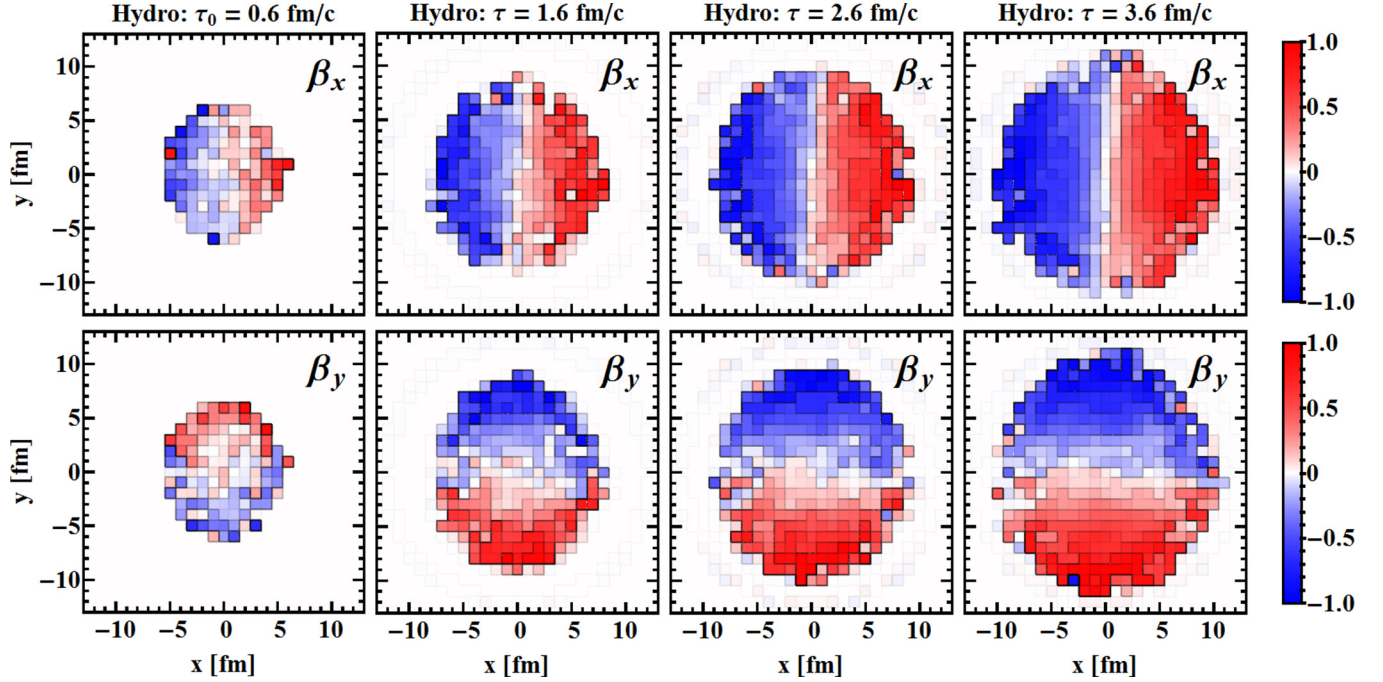 Hydro: τ₀ = 0.6 fm/c Hydro: τ = 1.6 fm/c Hydro: τ = 2.6 fm/c Hydro: τ = 3.6 fm/c
βx βx βx βx
10
5
0
−5
−10
y [fm]
1.0
0.5
0
−0.5
−1.0
βy βy βy βy
10
5
0
−5
−10
y [fm]
1.0
0.5
0
−0.5
−1.0
−10 −5 0 5 10 −10 −5 0 5 10 −10 −5 0 5 10 −10 −5 0 5 10
x [fm] x [fm] x [fm] x [fm]